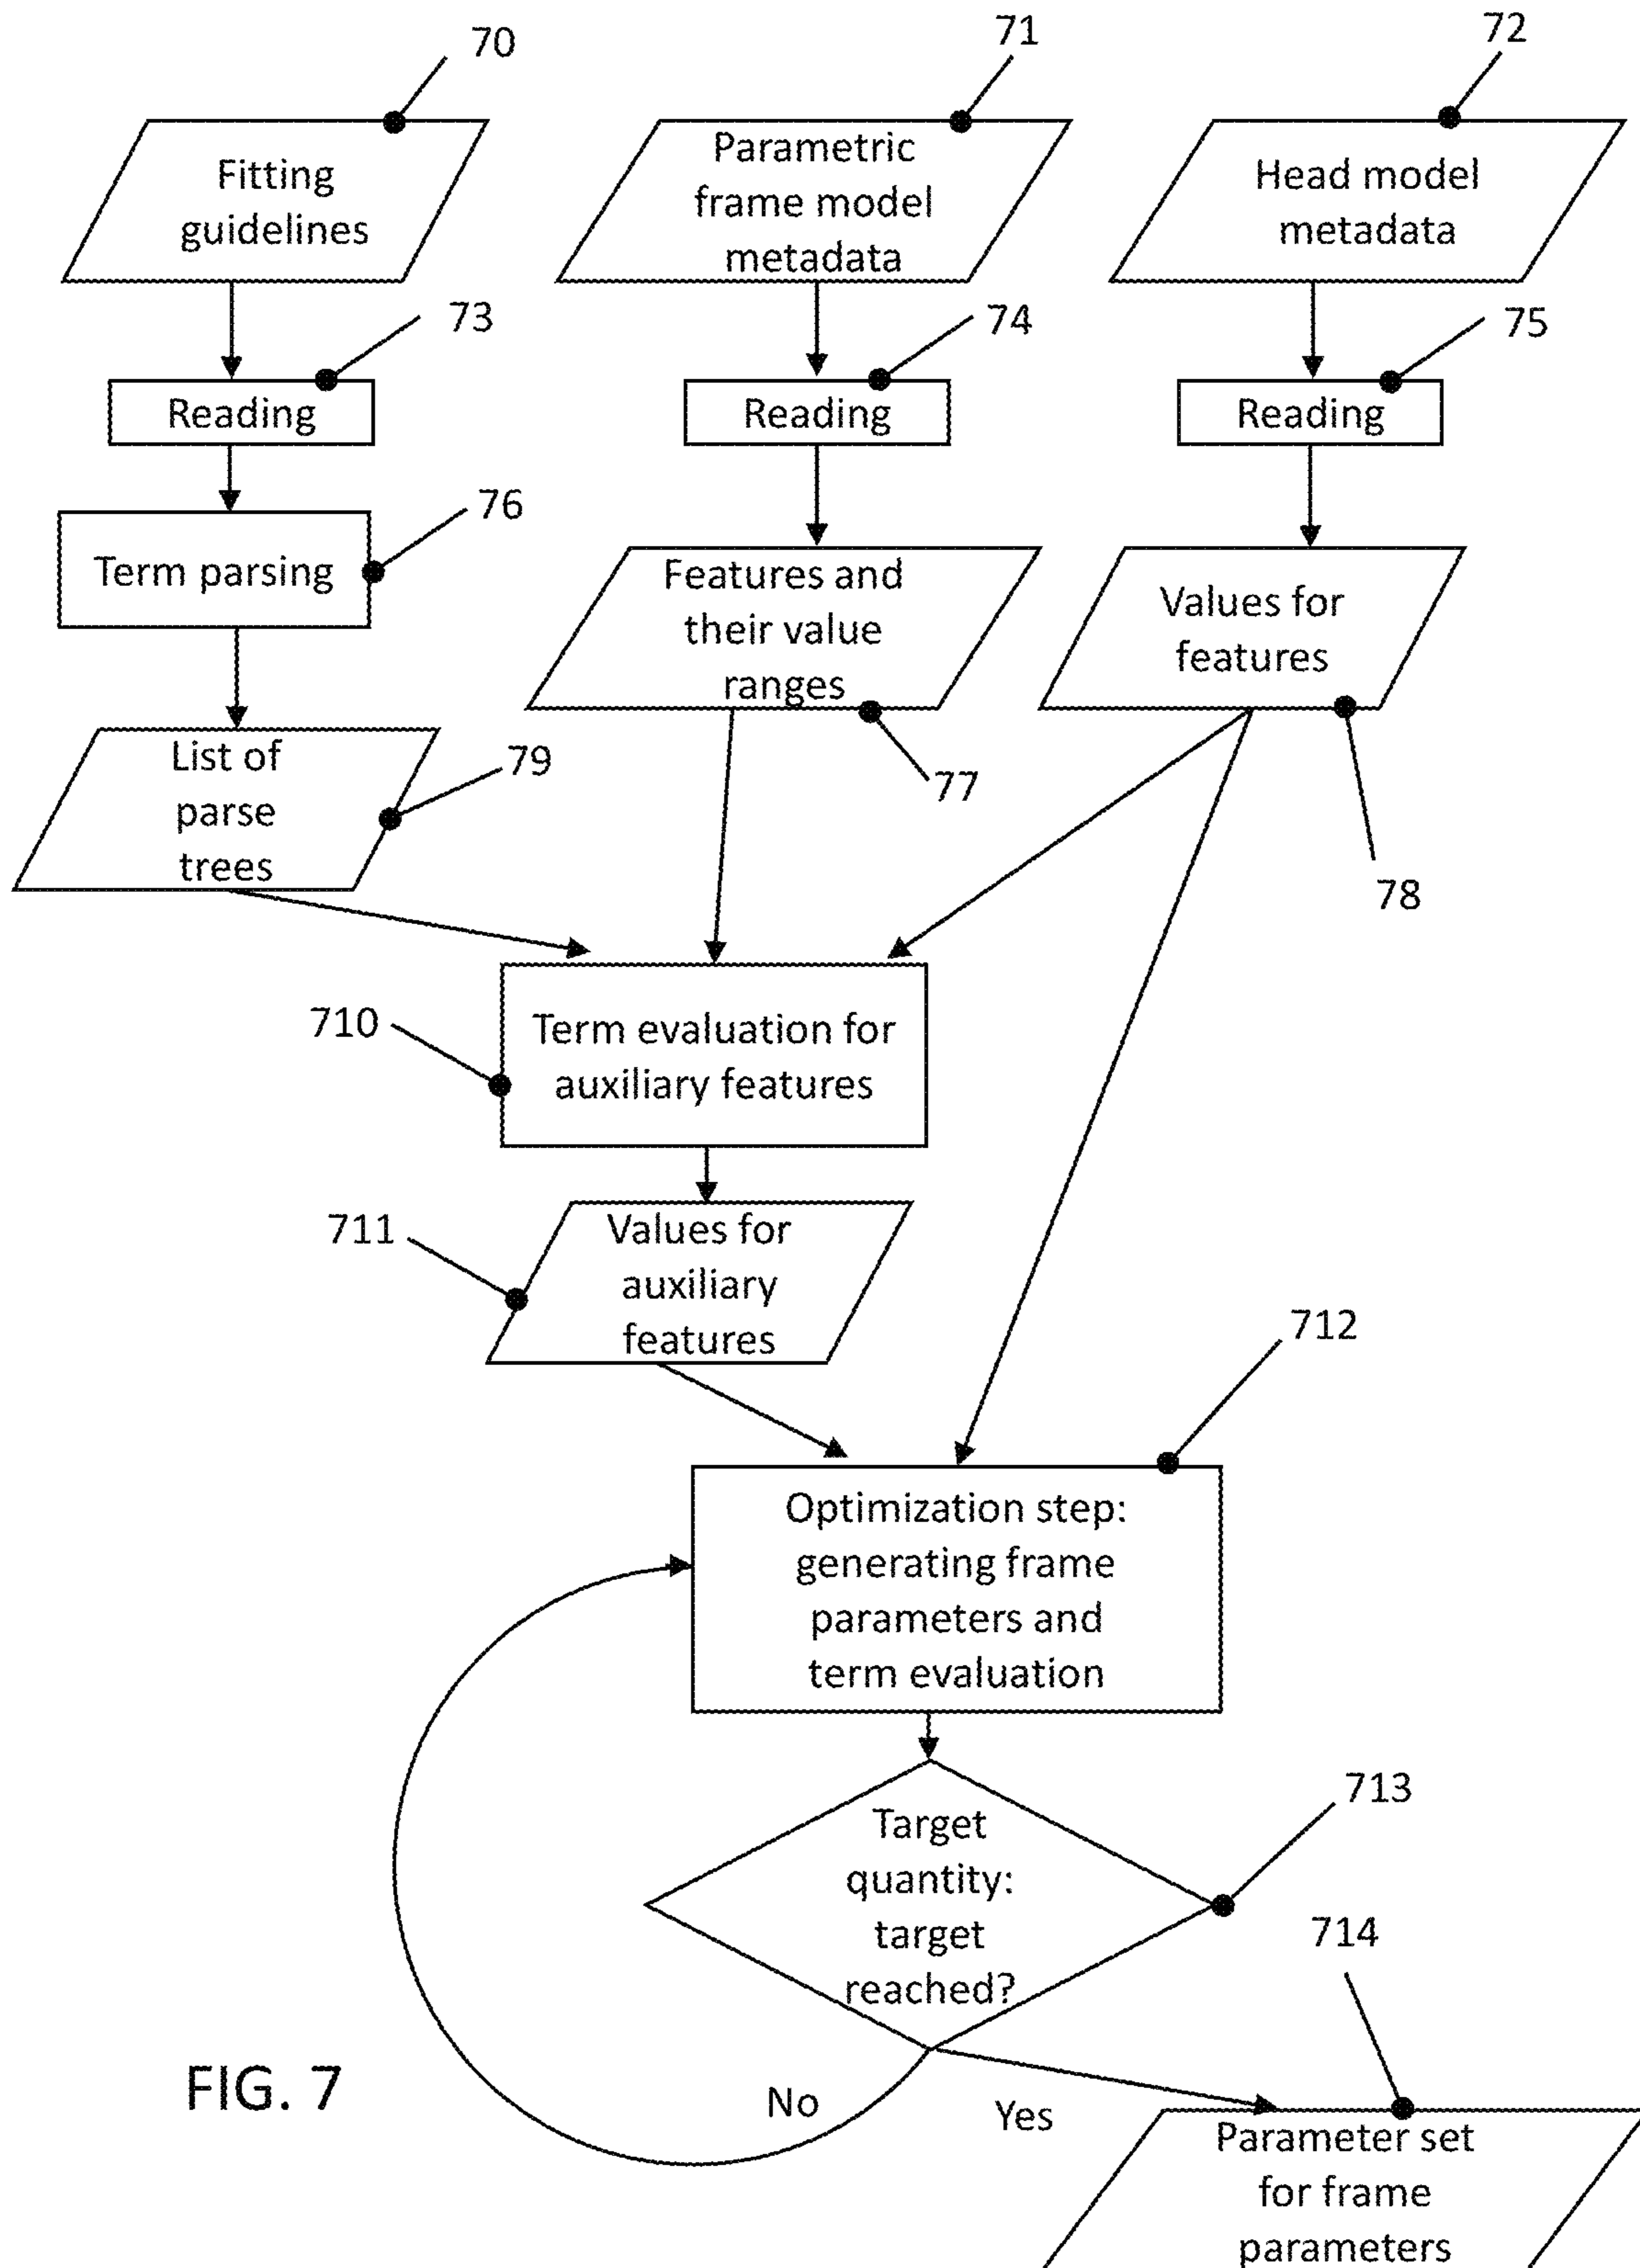 70
71
72
Fitting
guidelines
Parametric
frame model
metadata
Head model
metadata
73
74
75
Reading
Reading
Reading
76
Term parsing
Features and
their value
ranges
Values for
features
List of
parse
trees
79
77
78
710
Term evaluation for
auxiliary features
711
Values for
auxiliary
features
712
Optimization step:
generating frame
parameters and
term evaluation
713
Target
quantity:
target
reached?
714
FIG. 7
No
Yes
Parameter set
for frame
parameters